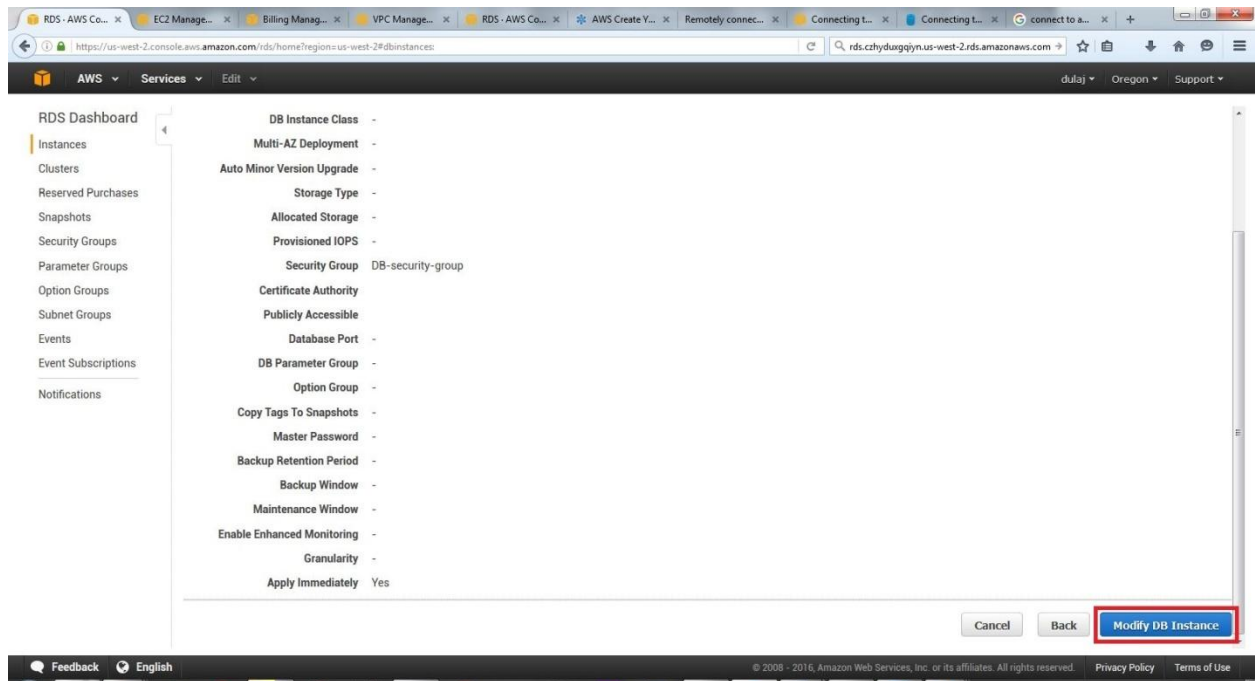 RDS - AWS Co...
EC2 Manage...
Billing Manag...
VPC Manage...
RDS - AWS Co...
AWS Create Y...
Remotely connec...
Connecting t...
Connecting t...
connect to a...
https://us-west-2.console.aws.amazon.com/rds/home?region=us-west-2#dbinstances:
rds.czhyduxgqiyn.us-west-2.rds.amazonaws.com
AWS Services Edit
dulaj Oregon Support
RDS Dashboard
Instances
Clusters
Reserved Purchases
Snapshots
Security Groups
Parameter Groups
Option Groups
Subnet Groups
Events
Event Subscriptions
Notifications
DB Instance Class -
Multi-AZ Deployment -
Auto Minor Version Upgrade -
Storage Type -
Allocated Storage -
Provisioned IOPS -
Security Group DB-security-group
Certificate Authority
Publicly Accessible
Database Port -
DB Parameter Group -
Option Group -
Copy Tags To Snapshots -
Master Password -
Backup Retention Period -
Backup Window -
Maintenance Window -
Enable Enhanced Monitoring -
Granularity -
Apply Immediately Yes
Cancel Back Modify DB Instance
Feedback English
© 2008 - 2016, Amazon Web Services, Inc. or its affiliates. All rights reserved. Privacy Policy Terms of Use